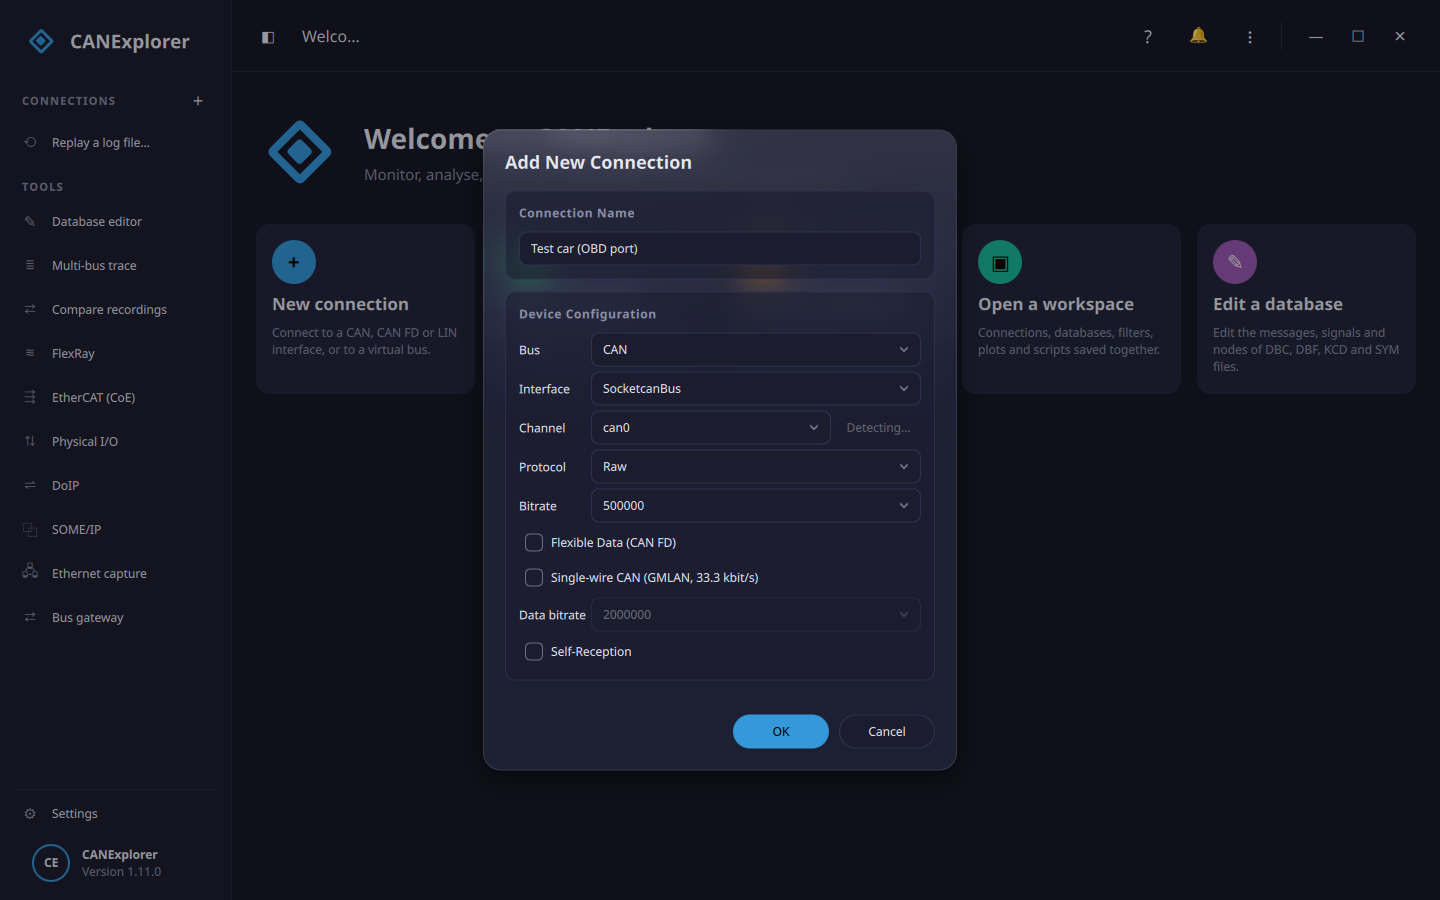 CANExplorer
Welco...
?
CONNECTIONS
+
Replay a log file...
TOOLS
Database editor
Multi-bus trace
Compare recordings
FlexRay
EtherCAT (CoE)
Physical I/O
DoIP
SOME/IP
Ethernet capture
Bus gateway
Settings
CE
CANExplorer
Version 1.11.0
Welcome
Monitor, analyse,
+
New connection
Connect to a CAN, CAN FD or LIN
interface, or to a virtual bus.
Open a workspace
Connections, databases, filters,
plots and scripts saved together.
Edit a database
Edit the messages, signals and
nodes of DBC, DBF, KCD and SYM
files.
Add New Connection
Connection Name
Test car (OBD port)
Device Configuration
Bus CAN
Interface SocketcanBus
Channel can0 Detecting...
Protocol Raw
Bitrate 500000
Flexible Data (CAN FD)
Single-wire CAN (GMLAN, 33.3 kbit/s)
Data bitrate 2000000
Self-Reception
OK Cancel